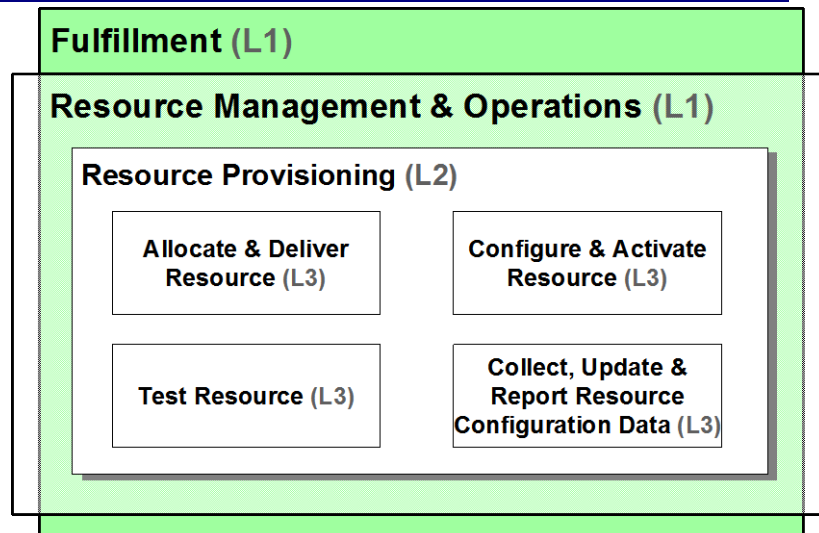 Fulfillment (L1)
Resource Management & Operations (L1)
Resource Provisioning (L2)
Allocate & Deliver
Resource (L3)
Configure & Activate
Resource (L3)
Test Resource (L3)
Collect, Update &
Report Resource
Configuration Data (L3)